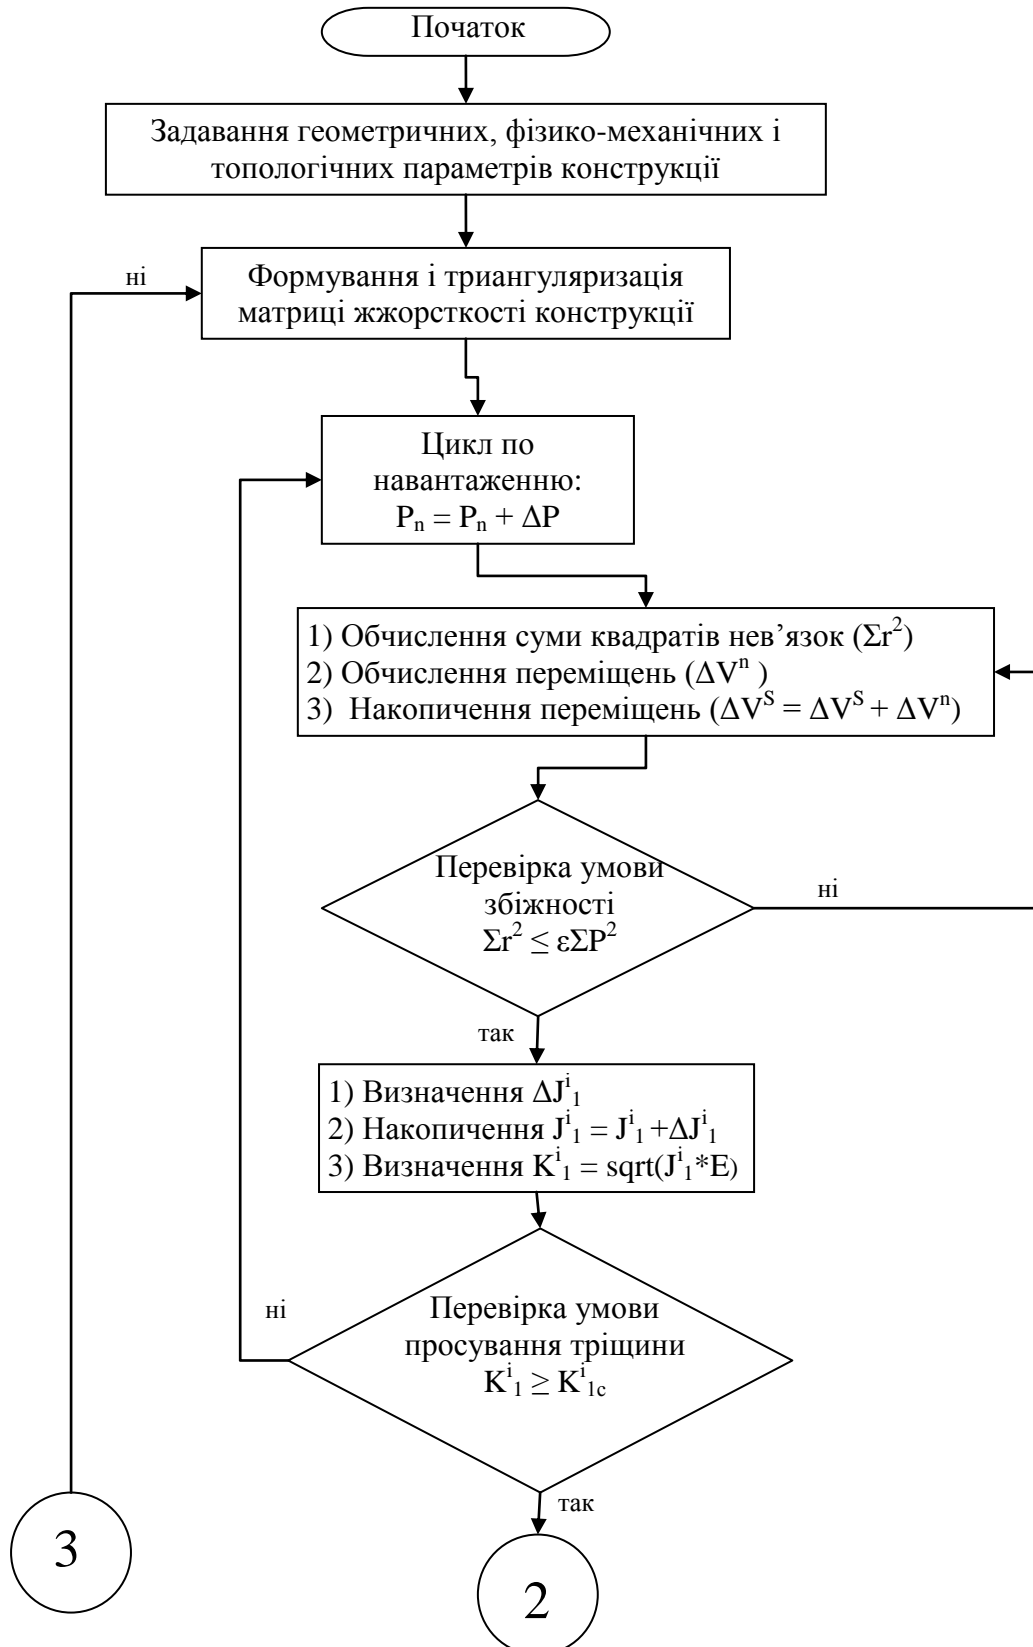 Початок
Задавання геометричних, фізико-механічних і
топологічних параметрів конструкції
ні
Формування і триангуляризація
матриці жжорсткості конструкції
Цикл по
навантаженню:
Pₙ = Pₙ + ΔP
1) Обчислення суми квадратів нев’язок (Σr²)
2) Обчислення переміщень (ΔVⁿ )
3) Накопичення переміщень (ΔV^S = ΔV^S + ΔVⁿ)
Перевірка умови
збіжності
Σr² ≤ εΣP²
ні
так
1) Визначення ΔJⁱ₁
2) Накопичення Jⁱ₁ = Jⁱ₁ +ΔJⁱ₁
3) Визначення Kⁱ₁ = sqrt(Jⁱ₁*E)
ні
Перевірка умови
просування тріщини
Kⁱ₁ ≥ Kⁱ₁c
так
3
2